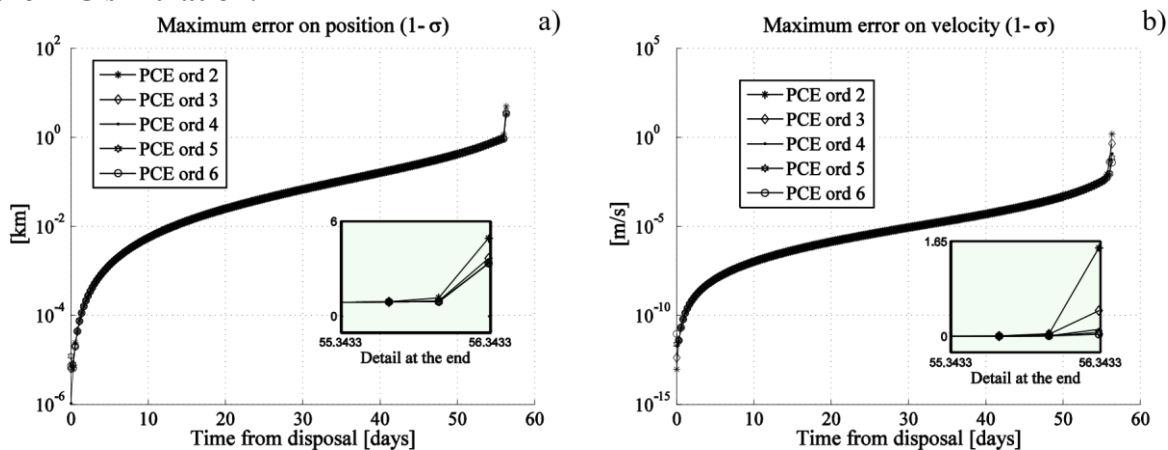 Maximum error on position (1- σ)
a)
10^2
10^0
10^-2
10^-4
10^-6
[km]
PCE ord 2
PCE ord 3
PCE ord 4
PCE ord 5
PCE ord 6
6
0
55.3433
56.3433
Detail at the end
0 10 20 30 40 50 60
Time from disposal [days]
Maximum error on velocity (1- σ)
b)
10^5
10^0
10^-5
10^-10
10^-15
[m/s]
PCE ord 2
PCE ord 3
PCE ord 4
PCE ord 5
PCE ord 6
1.65
0
55.3433
56.3433
Detail at the end
0 10 20 30 40 50 60
Time from disposal [days]